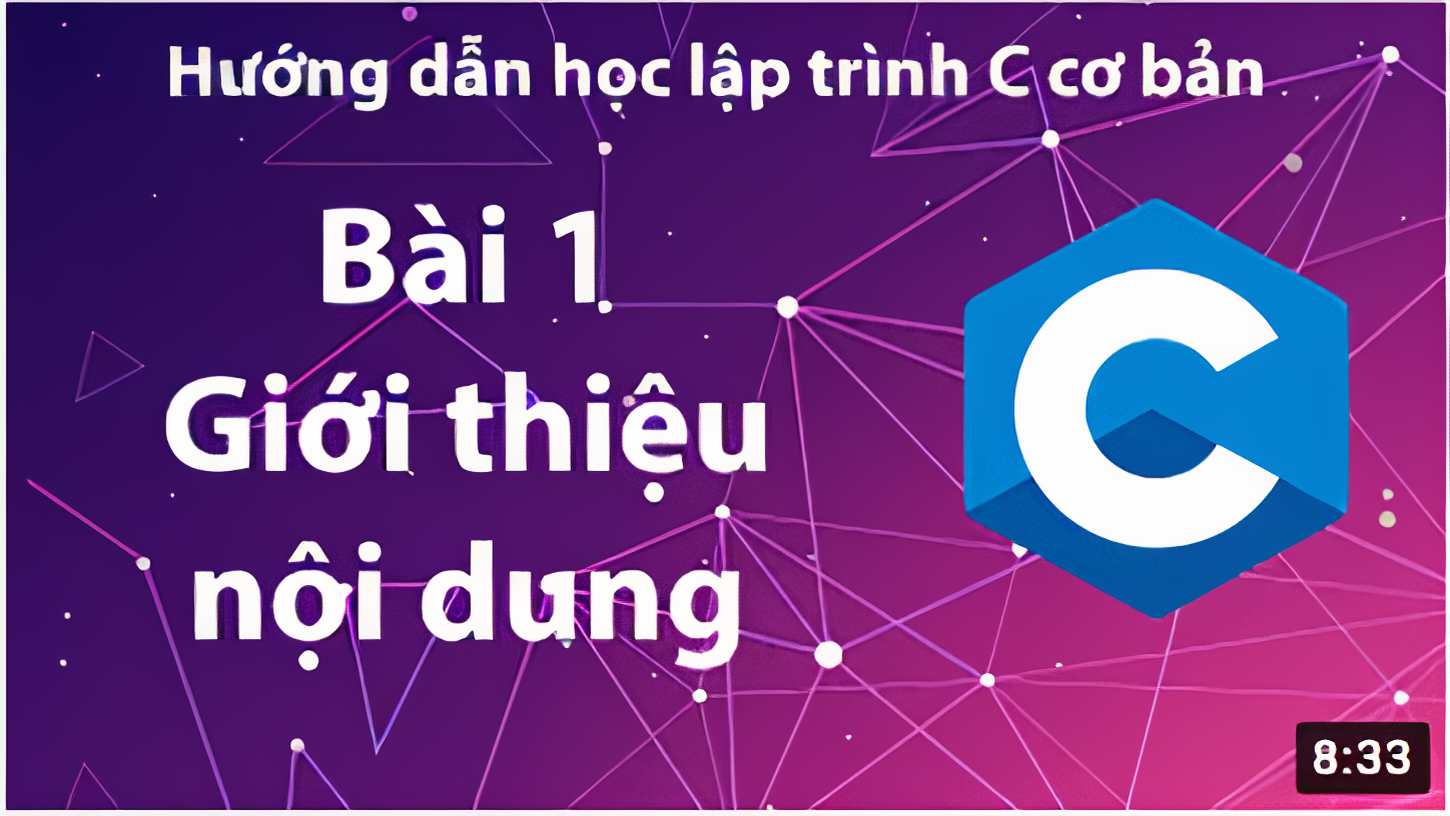 Hướng dẫn học lập trình C cơ bản
Bài 1
Giới thiệu
nội dung
C
8:33